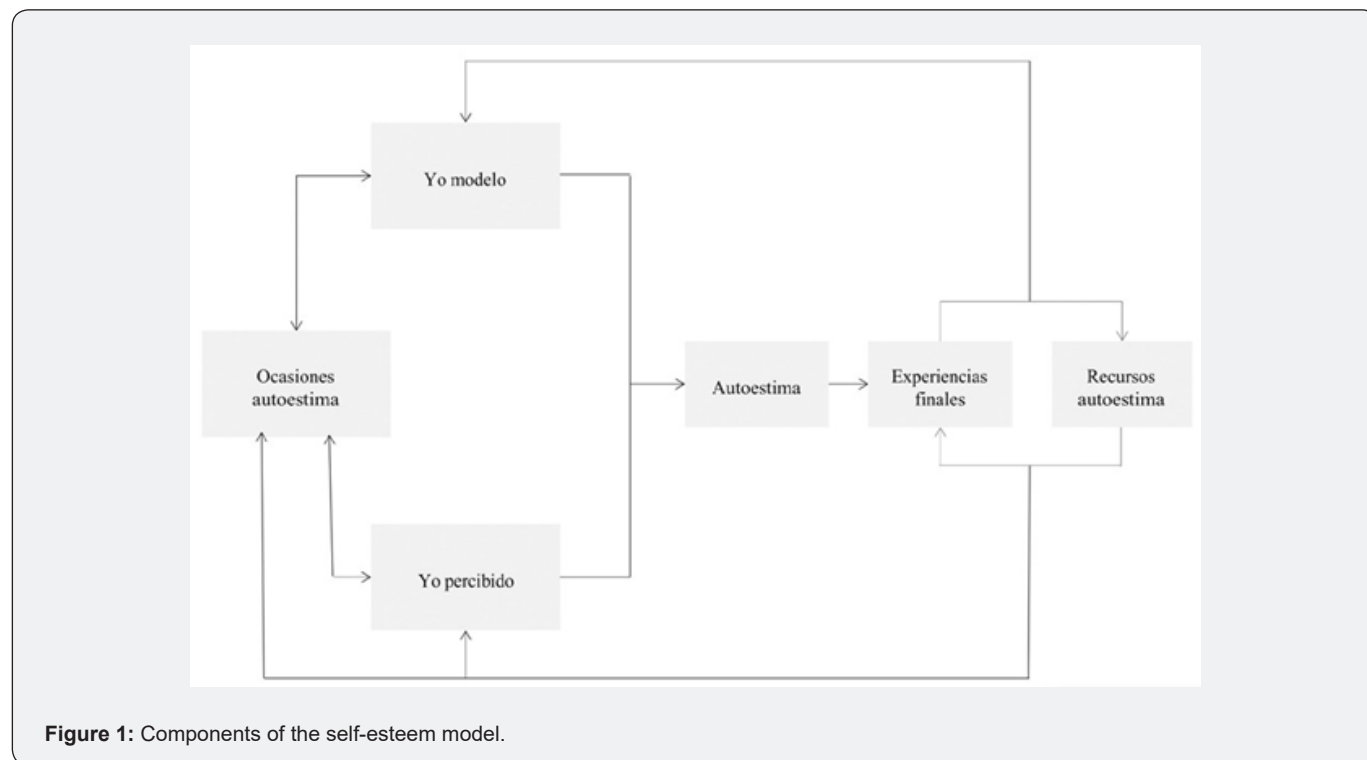 Yo modelo
Ocasiones
autoestima
Autoestima
Experiencias
finales
Recursos
autoestima
Yo percibido
Figure 1: Components of the self-esteem model.